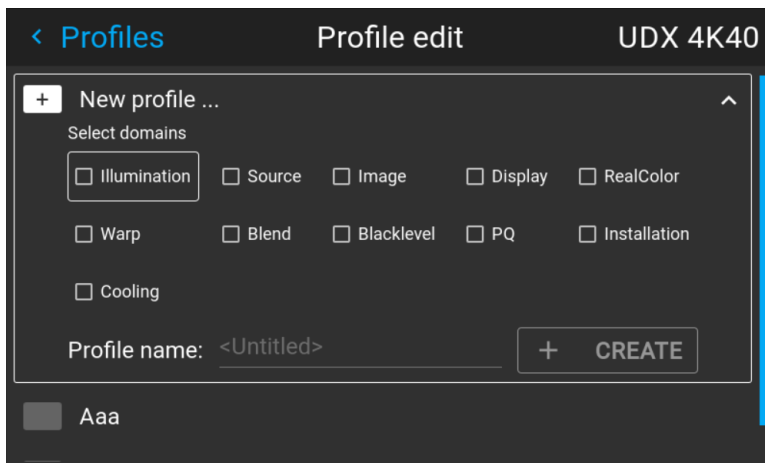 Profiles Profile edit UDX 4K40
+ New profile ...
Select domains
Illumination Source Image Display RealColor
Warp Blend Blacklevel PQ Installation
Cooling
Profile name: <Untitled> + CREATE
Aaa